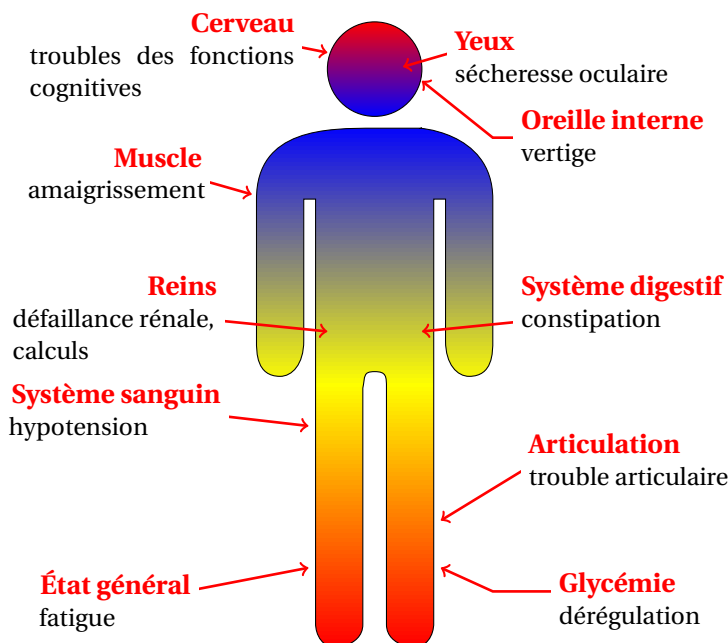 Cerveau
troubles des fonctions
cognitives
Yeux
sécheresse oculaire
Oreille interne
vertige
Muscle
amaigrissement
Reins
défaillance rénale,
calculs
Système digestif
constipation
Système sanguin
hypotension
Articulation
trouble articulaire
État général
fatigue
Glycémie
dérégulation